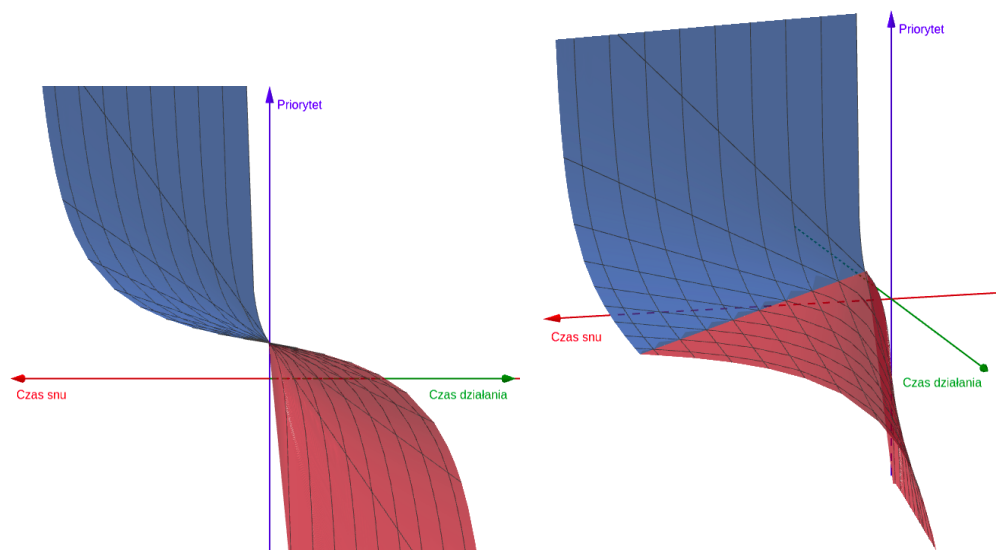 Priorytet
Czas snu
Czas działania
Priorytet
Czas snu
Czas działania